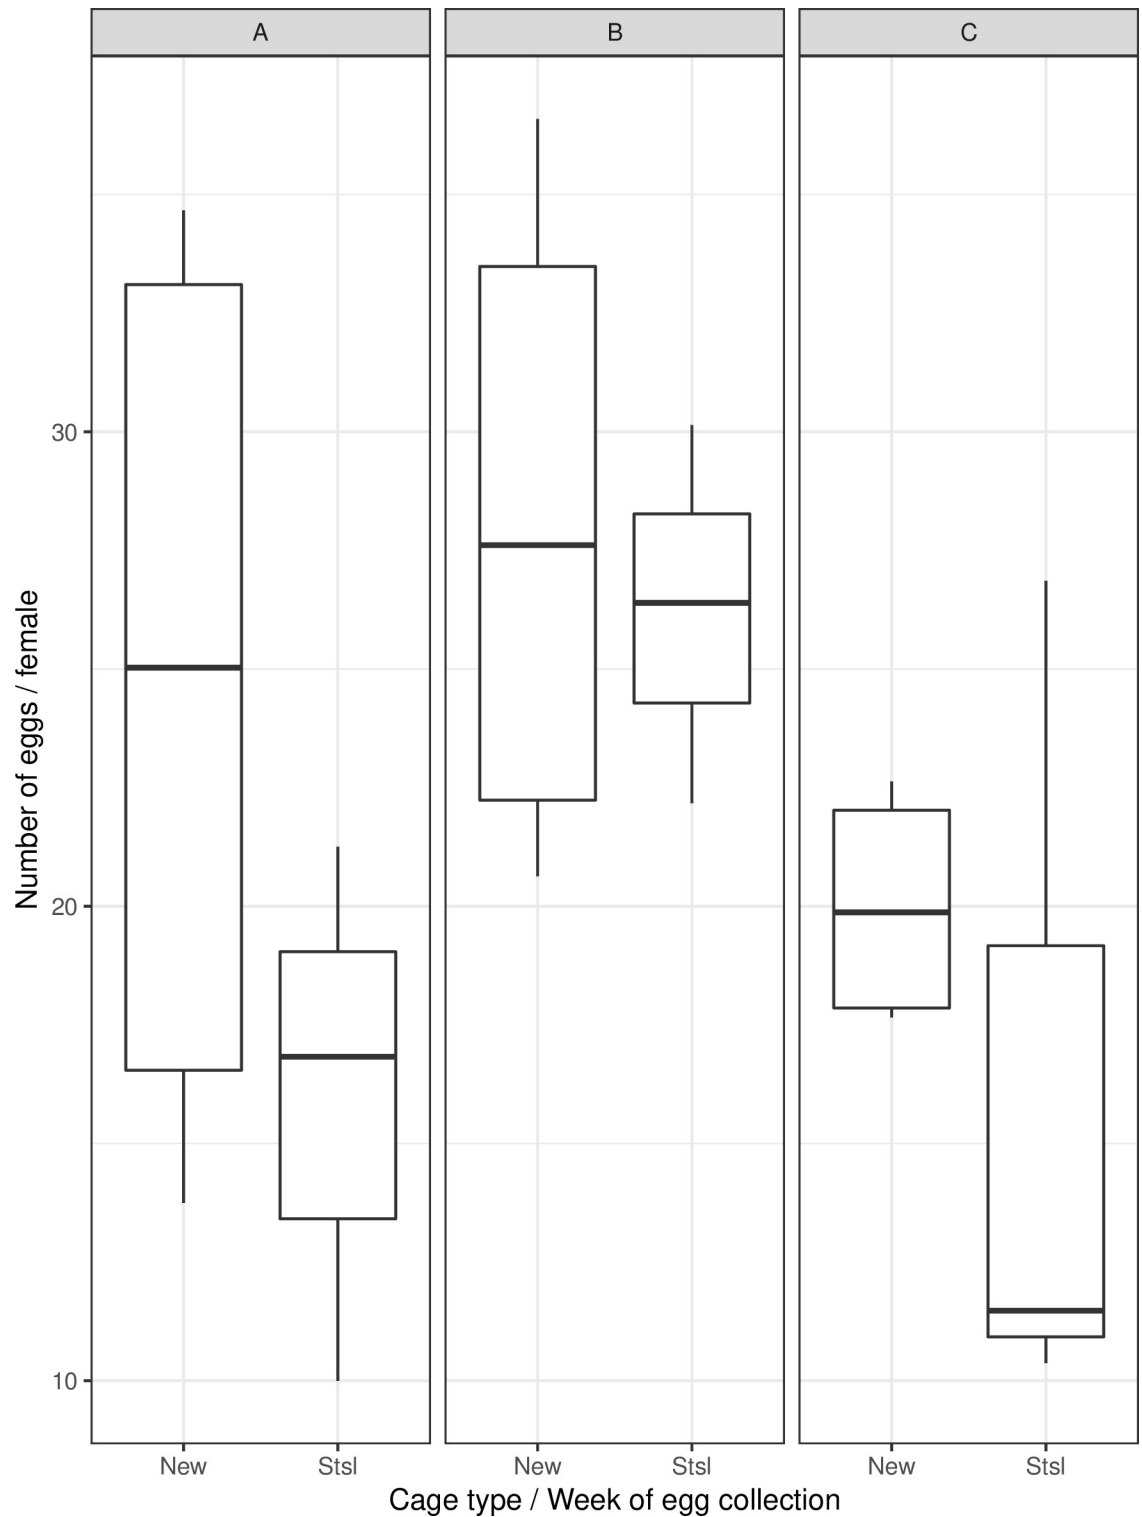 A
B
C
Number of eggs / female
30
20
10
New
Stsl
New
Stsl
New
Stsl
Cage type / Week of egg collection